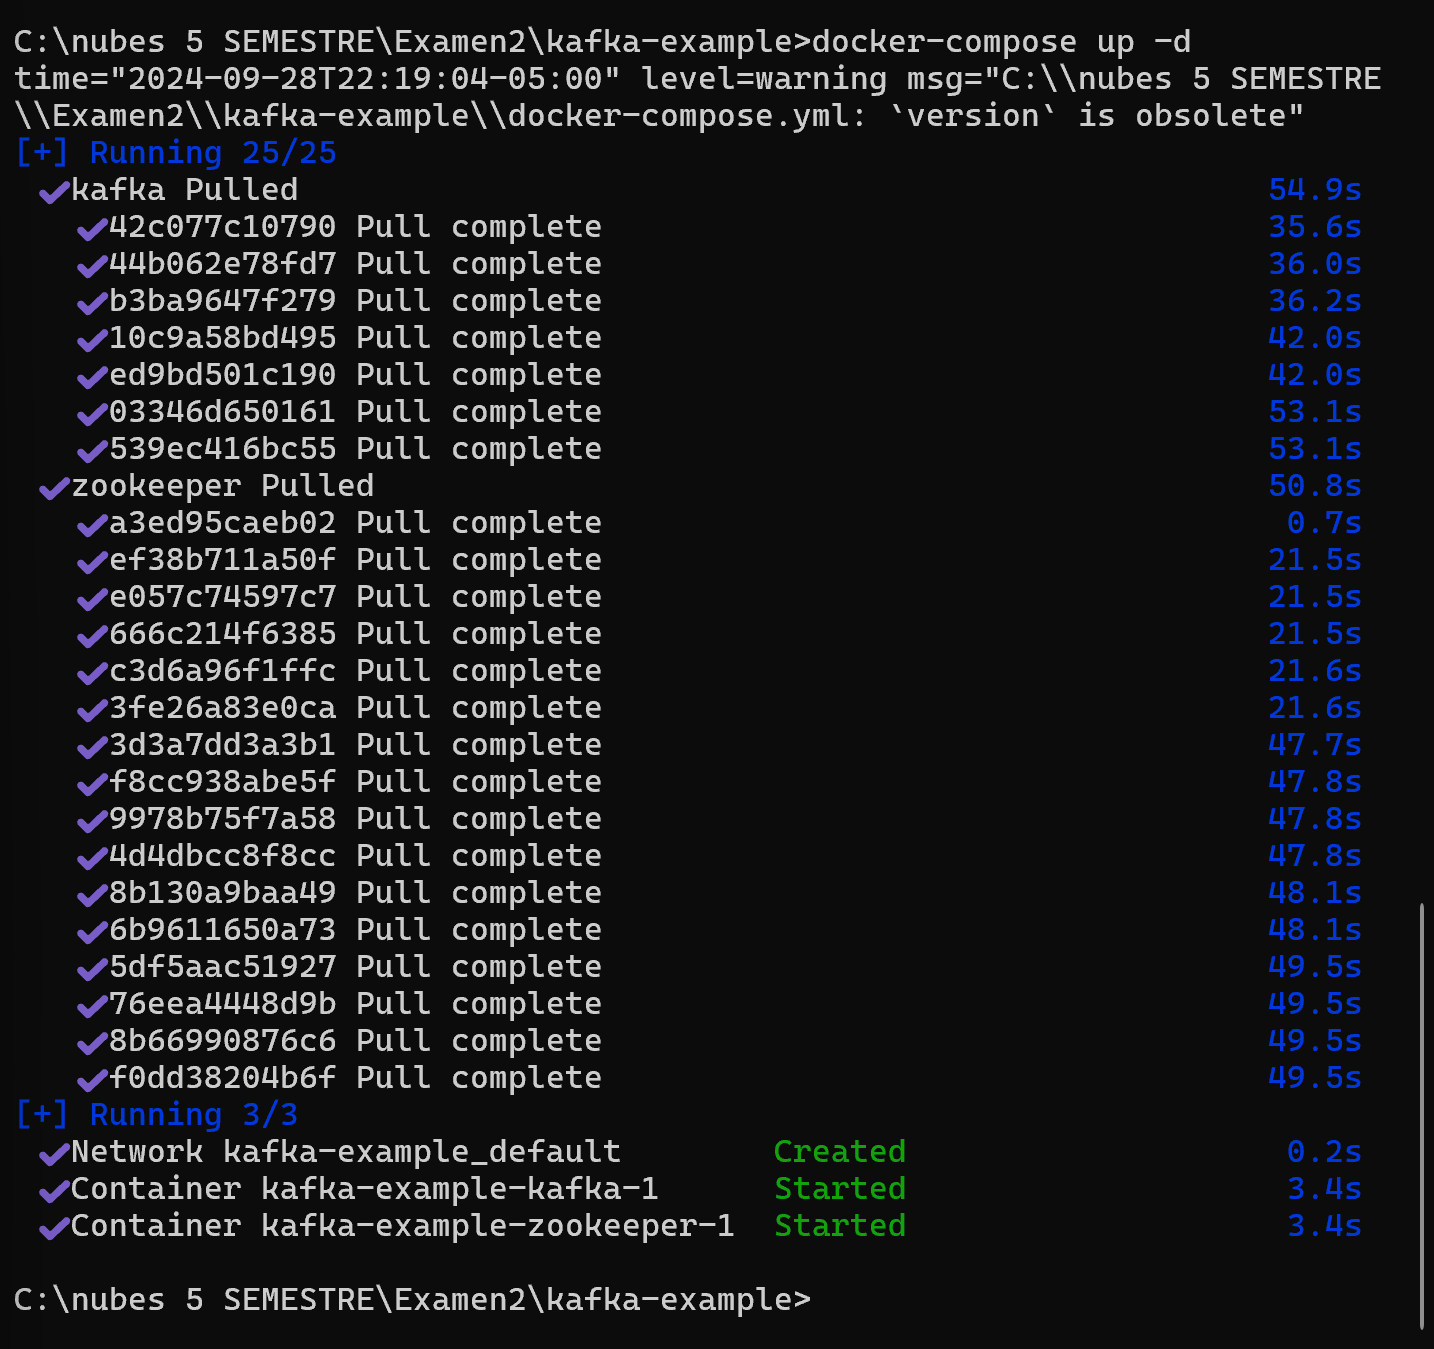 C:\nubes 5 SEMESTRE\Examen2\kafka-example>docker-compose up -d
time="2024-09-28T22:19:04-05:00" level=warning msg="C:\\nubes 5 SEMESTRE
\\Examen2\\kafka-example\\docker-compose.yml: `version` is obsolete"
[+] Running 25/25
✔kafka Pulled 54.9s
✔42c077c10790 Pull complete 35.6s
✔44b062e78fd7 Pull complete 36.0s
✔b3ba9647f279 Pull complete 36.2s
✔10c9a58bd495 Pull complete 42.0s
✔ed9bd501c190 Pull complete 42.0s
✔03346d650161 Pull complete 53.1s
✔539ec416bc55 Pull complete 53.1s
✔zookeeper Pulled 50.8s
✔a3ed95caeb02 Pull complete 0.7s
✔ef38b711a50f Pull complete 21.5s
✔e057c74597c7 Pull complete 21.5s
✔666c214f6385 Pull complete 21.5s
✔c3d6a96f1ffc Pull complete 21.6s
✔3fe26a83e0ca Pull complete 21.6s
✔3d3a7dd3a3b1 Pull complete 47.7s
✔f8cc938abe5f Pull complete 47.8s
✔9978b75f7a58 Pull complete 47.8s
✔4d4dbcc8f8cc Pull complete 47.8s
✔8b130a9baa49 Pull complete 48.1s
✔6b9611650a73 Pull complete 48.1s
✔5df5aac51927 Pull complete 49.5s
✔76eea4448d9b Pull complete 49.5s
✔8b66990876c6 Pull complete 49.5s
✔f0dd38204b6f Pull complete 49.5s
[+] Running 3/3
✔Network kafka-example_default Created 0.2s
✔Container kafka-example-kafka-1 Started 3.4s
✔Container kafka-example-zookeeper-1 Started 3.4s
C:\nubes 5 SEMESTRE\Examen2\kafka-example>